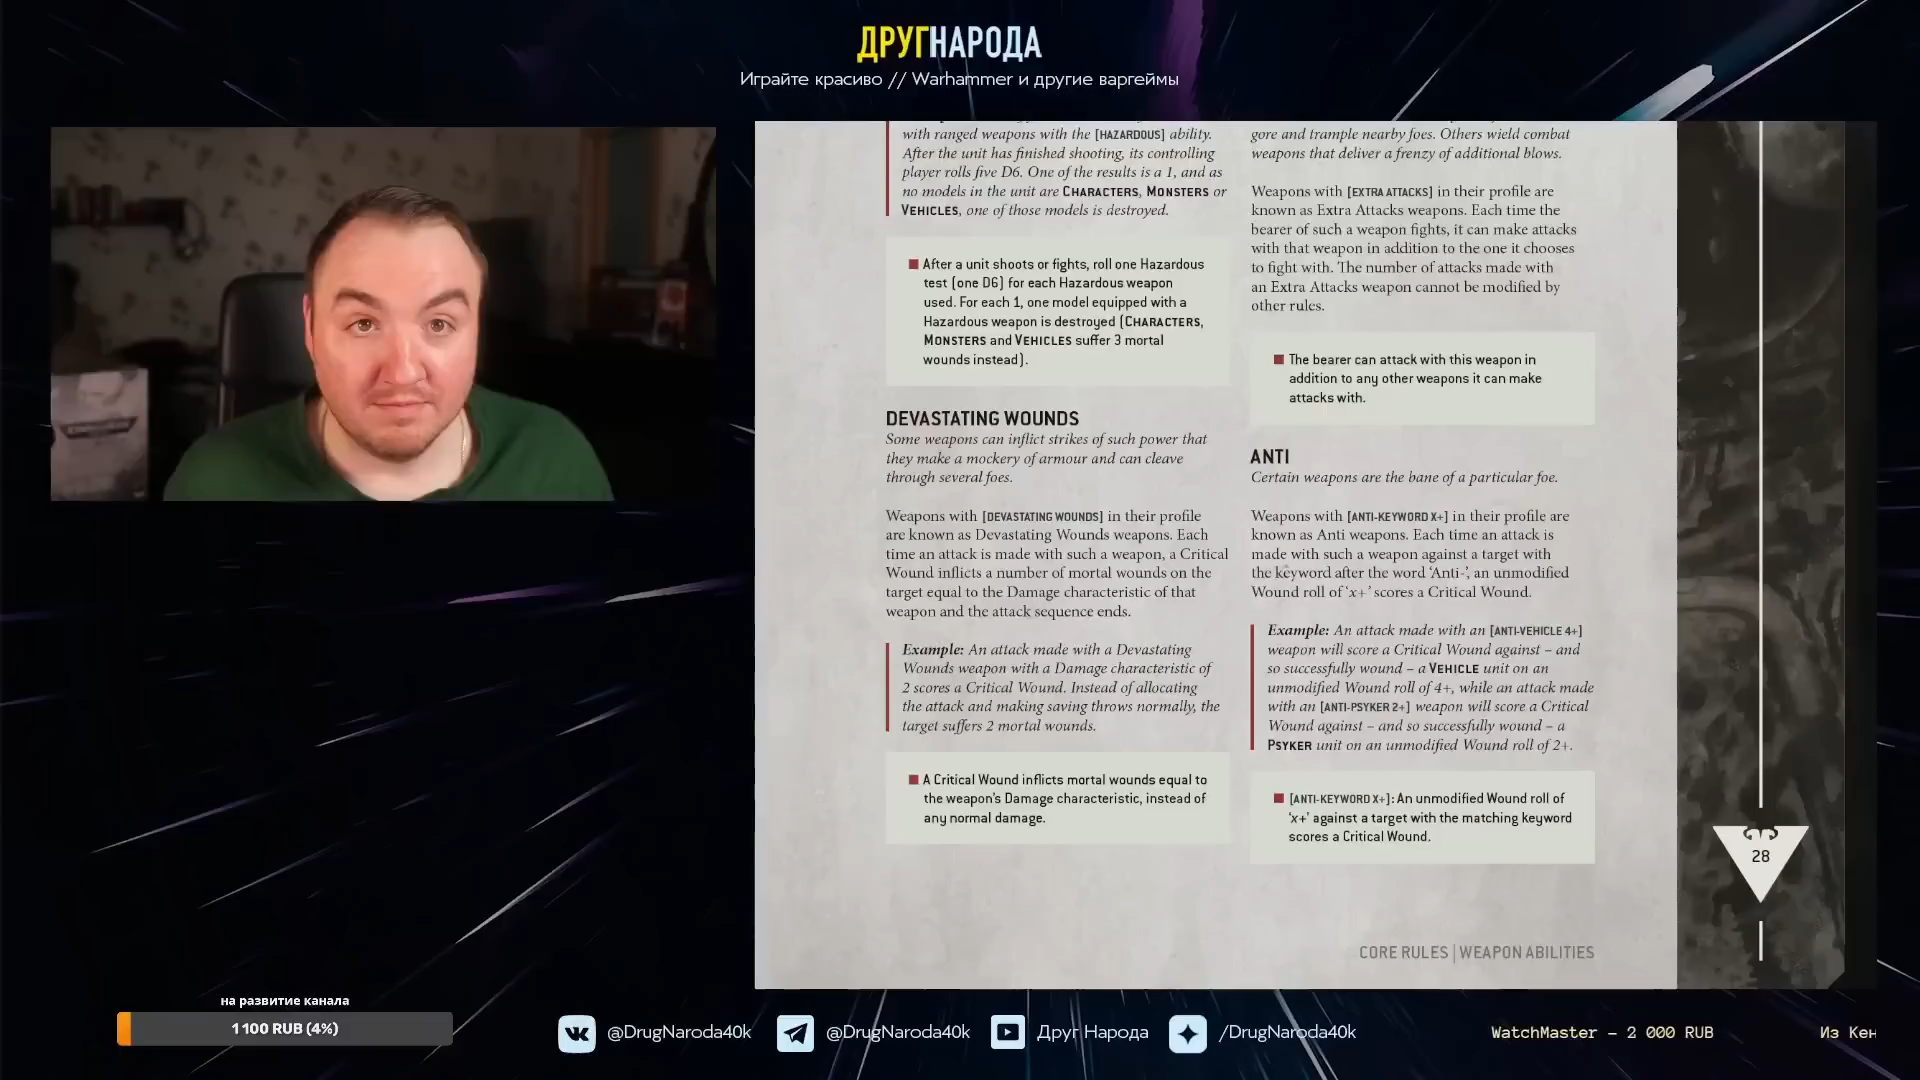 ДРУГНАРОДА
Играйте красиво // Warhammer и другие варгеймы
with ranged weapons with the [HAZARDOUS] ability.
After the unit has finished shooting, its controlling
player rolls five D6. One of the results is a 1, and as
no models in the unit are CHARACTERS, MONSTERS or
VEHICLES, one of those models is destroyed.
After a unit shoots or fights, roll one Hazardous
test (one D6) for each Hazardous weapon
used. For each 1, one model equipped with a
Hazardous weapon is destroyed (CHARACTERS,
MONSTERS and VEHICLES suffer 3 mortal
wounds instead).
DEVASTATING WOUNDS
Some weapons can inflict strikes of such power that
they make a mockery of armour and can cleave
through several foes.
Weapons with [DEVASTATING WOUNDS] in their profile
are known as Devastating Wounds weapons. Each
time an attack is made with such a weapon, a Critical
Wound inflicts a number of mortal wounds on the
target equal to the Damage characteristic of that
weapon and the attack sequence ends.
Example: An attack made with a Devastating
Wounds weapon with a Damage characteristic of
2 scores a Critical Wound. Instead of allocating
the attack and making saving throws normally, the
target suffers 2 mortal wounds.
A Critical Wound inflicts mortal wounds equal to
the weapon's Damage characteristic, instead of
any normal damage.
gore and trample nearby foes. Others wield combat
weapons that deliver a frenzy of additional blows.
Weapons with [EXTRA ATTACKS] in their profile are
known as Extra Attacks weapons. Each time the
bearer of such a weapon fights, it can make attacks
with that weapon in addition to the one it chooses
to fight with. The number of attacks made with
an Extra Attacks weapon cannot be modified by
other rules.
The bearer can attack with this weapon in
addition to any other weapons it can make
attacks with.
ANTI
Certain weapons are the bane of a particular foe.
Weapons with [ANTI-KEYWORD X+] in their profile are
known as Anti weapons. Each time an attack is
made with such a weapon against a target with
the keyword after the word ‘Anti-’, an unmodified
Wound roll of ‘x+’ scores a Critical Wound.
Example: An attack made with an [ANTI-VEHICLE 4+]
weapon will score a Critical Wound against – and
so successfully wound – a VEHICLE unit on an
unmodified Wound roll of 4+, while an attack made
with an [ANTI-PSYKER 2+] weapon will score a Critical
Wound against – and so successfully wound – a
PSYKER unit on an unmodified Wound roll of 2+.
[ANTI-KEYWORD X+]: An unmodified Wound roll of
‘x+’ against a target with the matching keyword
scores a Critical Wound.
28
CORE RULES | WEAPON ABILITIES
на развитие канала
1 100 RUB (4%)
@DrugNaroda40k
@DrugNaroda40k
Друг Народа
/DrugNaroda40k
WatchMaster – 2 000 RUB
Из Кен